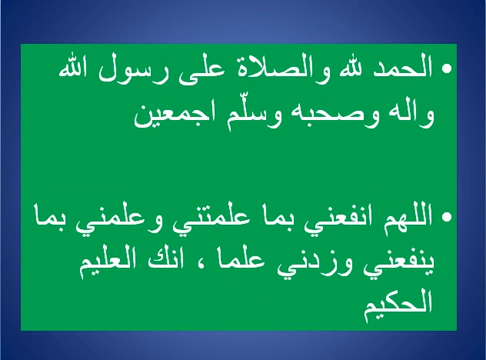 • الحمد لله والصلاة على رسول الله
واله وصحبه وسلّم اجمعين
• اللهم انفعني بما علمتني وعلمني بما
ينفعني وزدني علما ، انك العليم
الحكيم